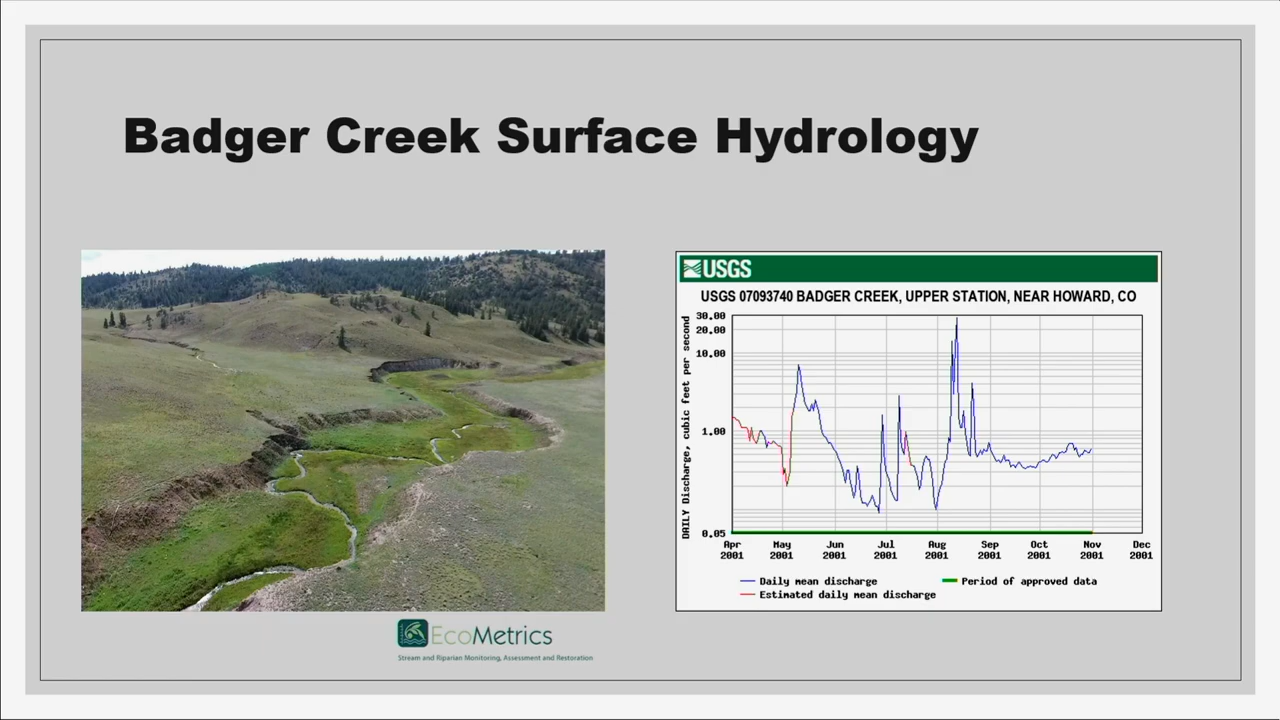 Badger Creek Surface Hydrology
USGS
USGS 07093740 BADGER CREEK, UPPER STATION, NEAR HOWARD, CO
DAILY Discharge, cubic feet per second
30.00
20.00
10.00
1.00
0.05
Apr May Jun Jul Aug Sep Oct Nov Dec
2001 2001 2001 2001 2001 2001 2001 2001 2001
Daily mean discharge
Estimated daily mean discharge
Period of approved data
EcoMetrics
Stream and Riparian Monitoring, Assessment and Restoration